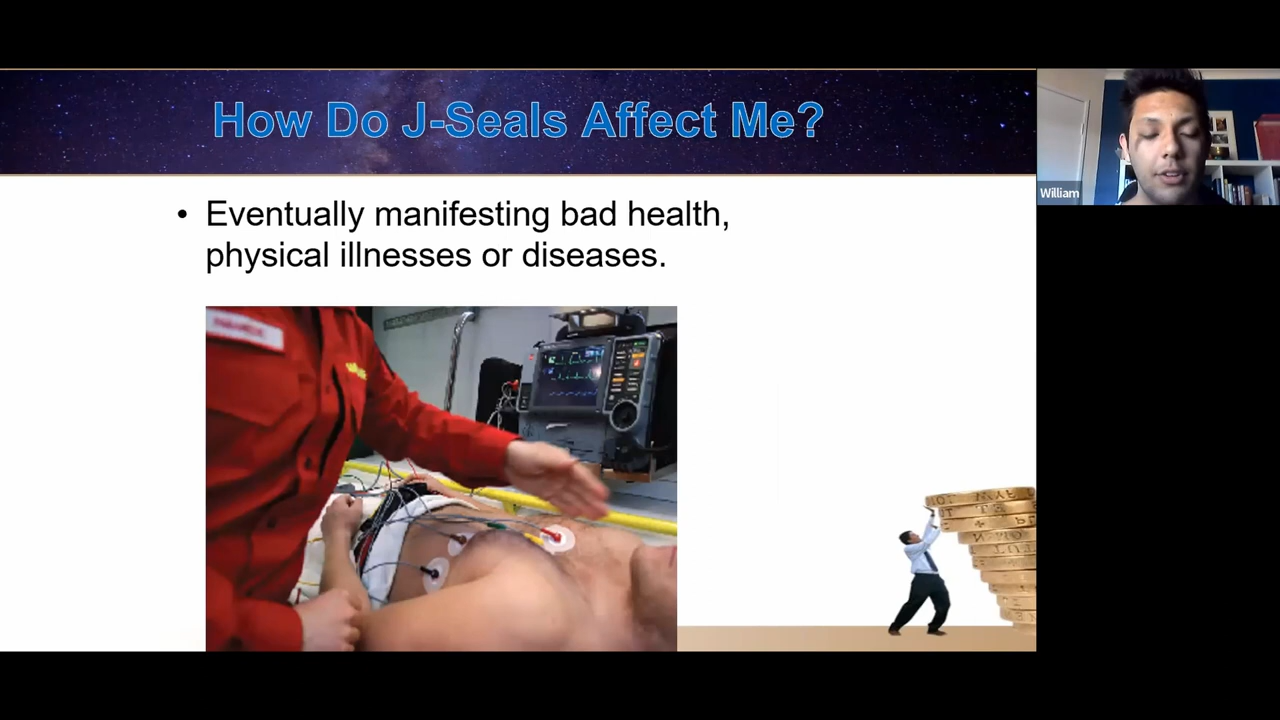 How Do J-Seals Affect Me?
• Eventually manifesting bad health,
physical illnesses or diseases.
William